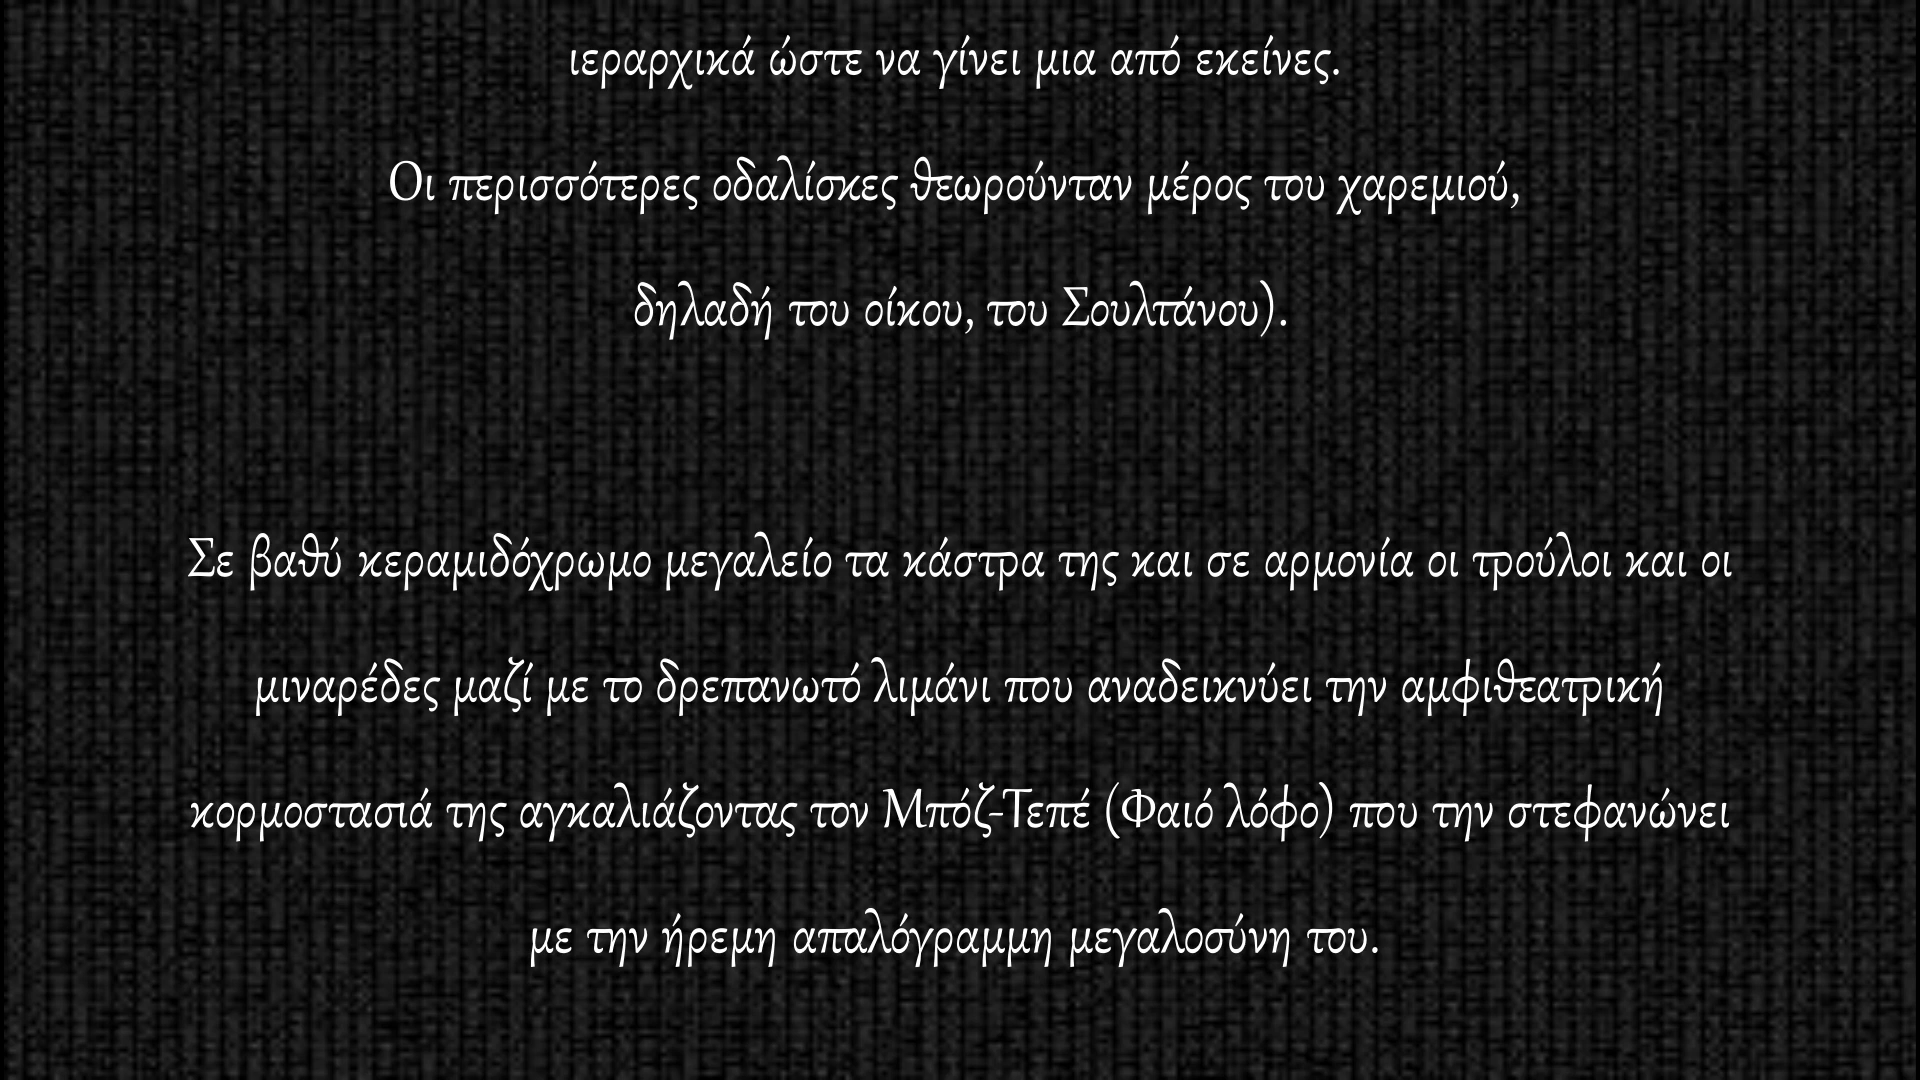 ιεραρχικά ώστε να γίνει μια από εκείνες.
Οι περισσότερες οδαλίσκες θεωρούνταν μέρος του χαρεμιού,
δηλαδή του οίκου, του Σουλτάνου).
Σε βαθύ κεραμιδόχρωμο μεγαλείο τα κάστρα της και σε αρμονία οι τρούλοι και οι
μιναρέδες μαζί με το δρεπανωτό λιμάνι που αναδεικνύει την αμφιθεατρική
κορμοστασιά της αγκαλιάζοντας τον Μπόζ-Τεπέ (Φαιό λόφο) που την στεφανώνει
με την ήρεμη απαλόγραμμη μεγαλοσύνη του.